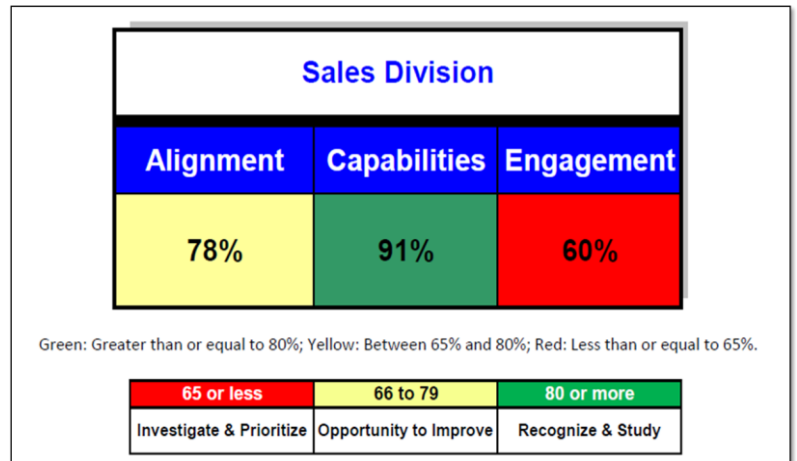 Sales Division
Alignment Capabilities Engagement
78% 91% 60%
Green: Greater than or equal to 80%; Yellow: Between 65% and 80%; Red: Less than or equal to 65%.
65 or less 66 to 79 80 or more
Investigate & Prioritize Opportunity to Improve Recognize & Study